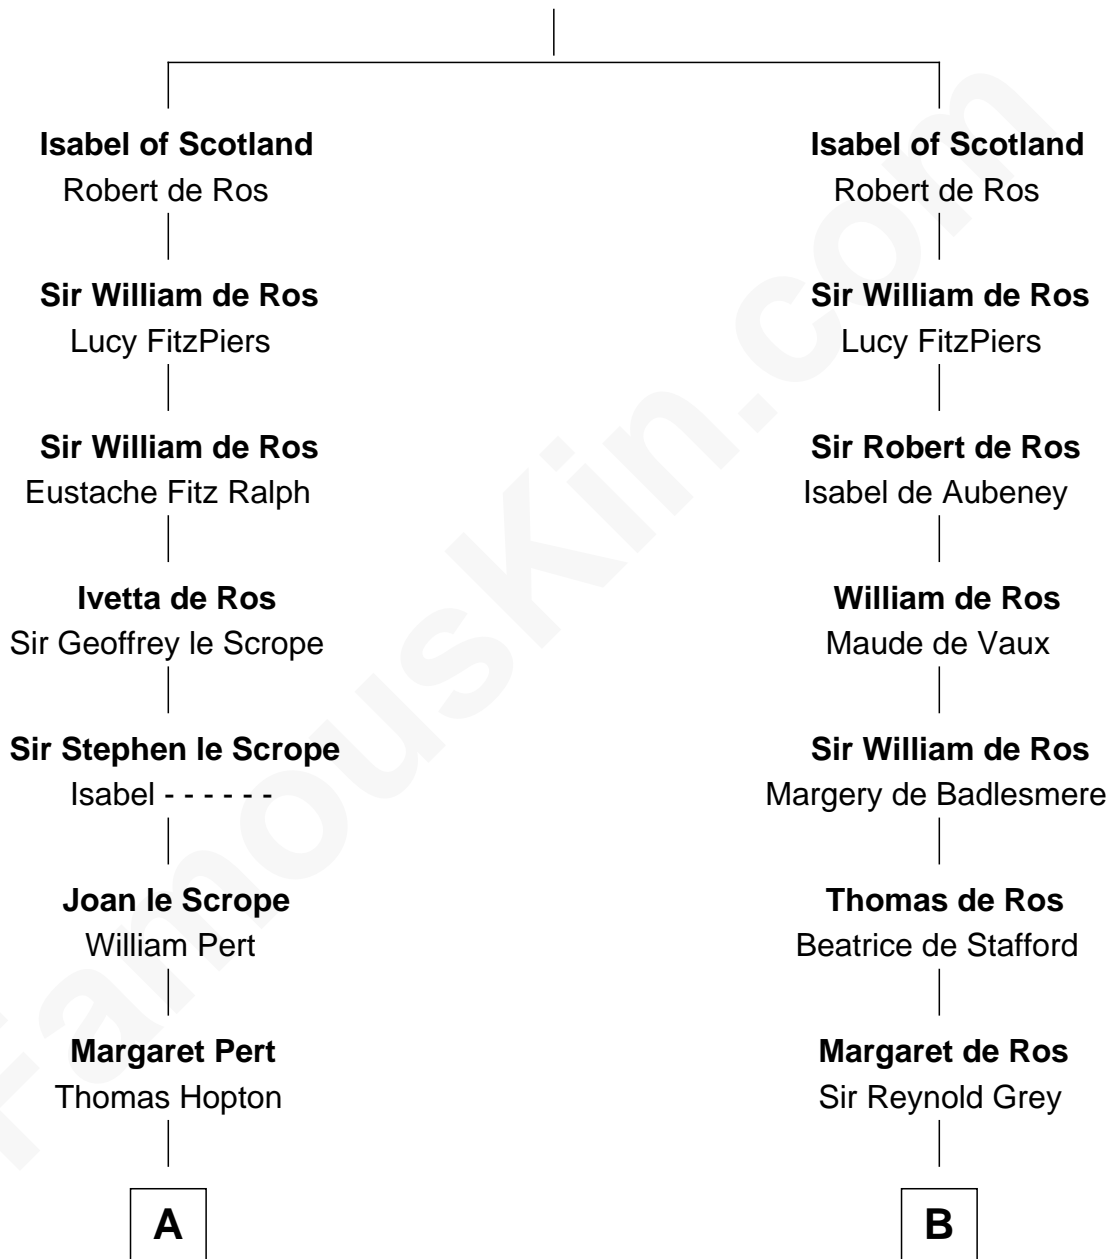 Isabel of Scotland
Robert de Ros
Sir William de Ros
Lucy FitzPiers
Sir William de Ros
Eustache Fitz Ralph
Ivetta de Ros
Sir Geoffrey le Scrope
Sir Stephen le Scrope
Isabel - - - - - -
Joan le Scrope
William Pert
Margaret Pert
Thomas Hopton
A
Isabel of Scotland
Robert de Ros
Sir William de Ros
Lucy FitzPiers
Sir Robert de Ros
Isabel de Aubeney
William de Ros
Maude de Vaux
Sir William de Ros
Margery de Badlesmere
Thomas de Ros
Beatrice de Stafford
Margaret de Ros
Sir Reynold Grey
B
FamousKin.com